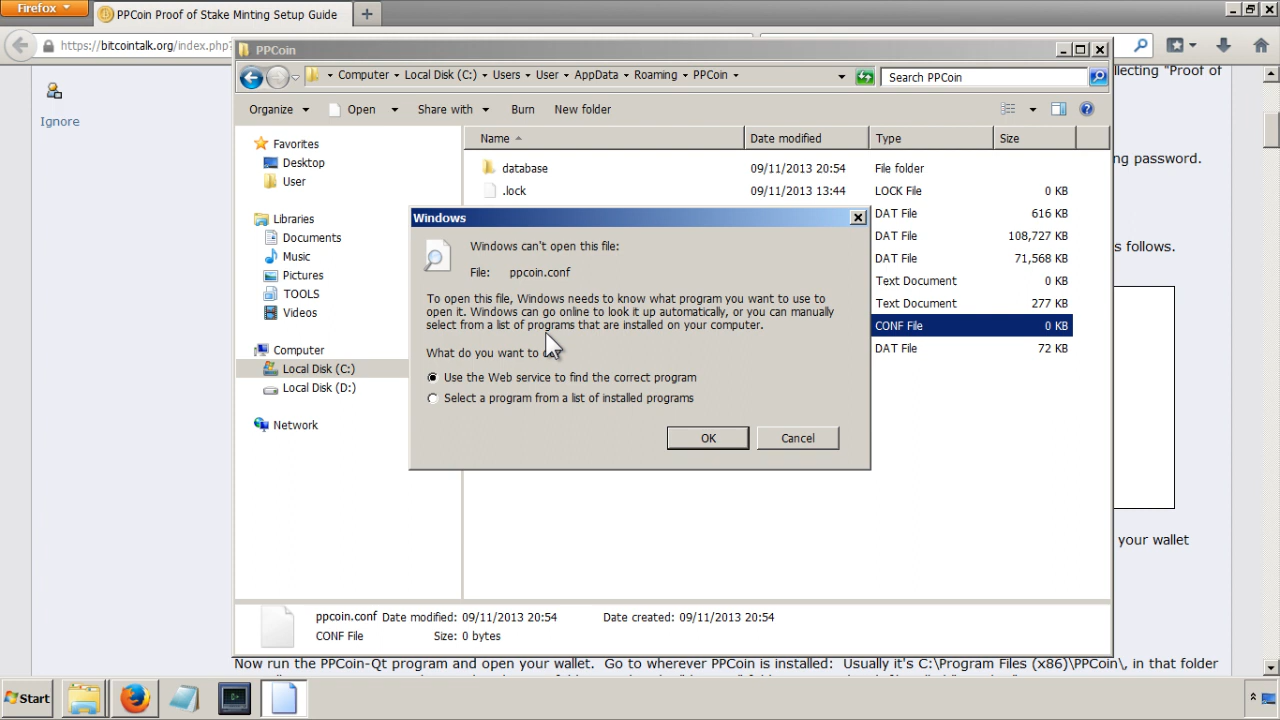 Firefox
PPCoin Proof of Stake Minting Setup Guide
https://bitcointalk.org/index.php?
Ignore
PPCoin
Computer Local Disk (C:) Users User AppData Roaming PPCoin
Search PPCoin
Organize Open Share with Burn New folder
llecting "Proof of
ng password.
s follows.
your wallet
Favorites
Desktop
User
Libraries
Documents
Music
Pictures
TOOLS
Videos
Computer
Local Disk (C:)
Local Disk (D:)
Network
Name Date modified Type Size
database 09/11/2013 20:54 File folder
.lock 09/11/2013 13:44 LOCK File 0 KB
DAT File 616 KB
DAT File 108,727 KB
DAT File 71,568 KB
Text Document 0 KB
Text Document 277 KB
CONF File 0 KB
DAT File 72 KB
Windows
Windows can't open this file:
File: ppcoin.conf
To open this file, Windows needs to know what program you want to use to
open it. Windows can go online to look it up automatically, or you can manually
select from a list of programs that are installed on your computer.
What do you want to
Use the Web service to find the correct program
Select a program from a list of installed programs
OK Cancel
ppcoin.conf Date modified: 09/11/2013 20:54 Date created: 09/11/2013 20:54
CONF File Size: 0 bytes
Now run the PPCoin-Qt program and open your wallet. Go to wherever PPCoin is installed: Usually it's C:\Program Files (x86)\PPCoin\, in that folder
Start